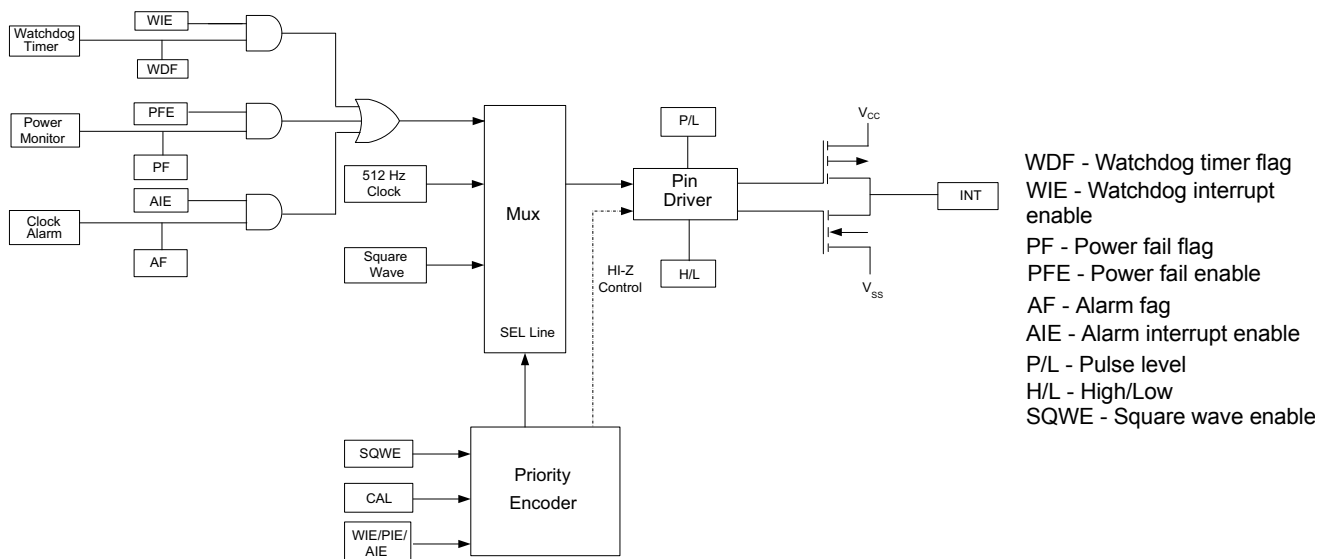 WIE
Watchdog
Timer
WDF
PFE
Power
Monitor
PF
AIE
Clock
Alarm
AF
512 Hz
Clock
Square
Wave
Mux
SEL Line
P/L
Pin
Driver
H/L
HI-Z
Control
VCC
VSS
INT
SQWE
CAL
WIE/PIE/
AIE
Priority
Encoder
WDF - Watchdog timer flag
WIE - Watchdog interrupt
enable
PF - Power fail flag
PFE - Power fail enable
AF - Alarm fag
AIE - Alarm interrupt enable
P/L - Pulse level
H/L - High/Low
SQWE - Square wave enable